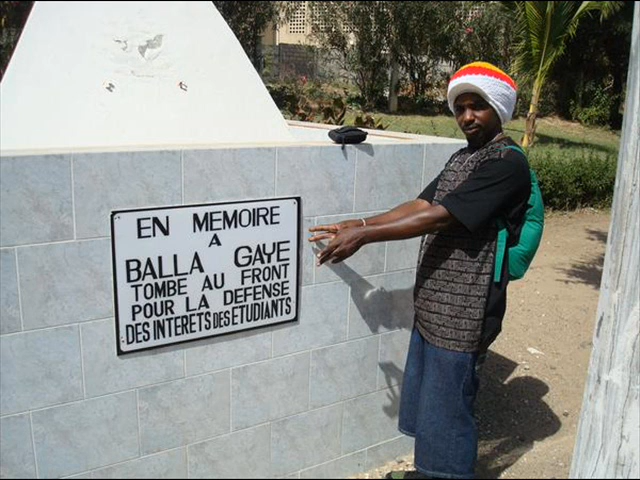 EN MEMOIRE
A
BALLA GAYE
TOMBE AU FRONT
POUR LA DEFENSE
DES INTERETS DES ETUDIANTS